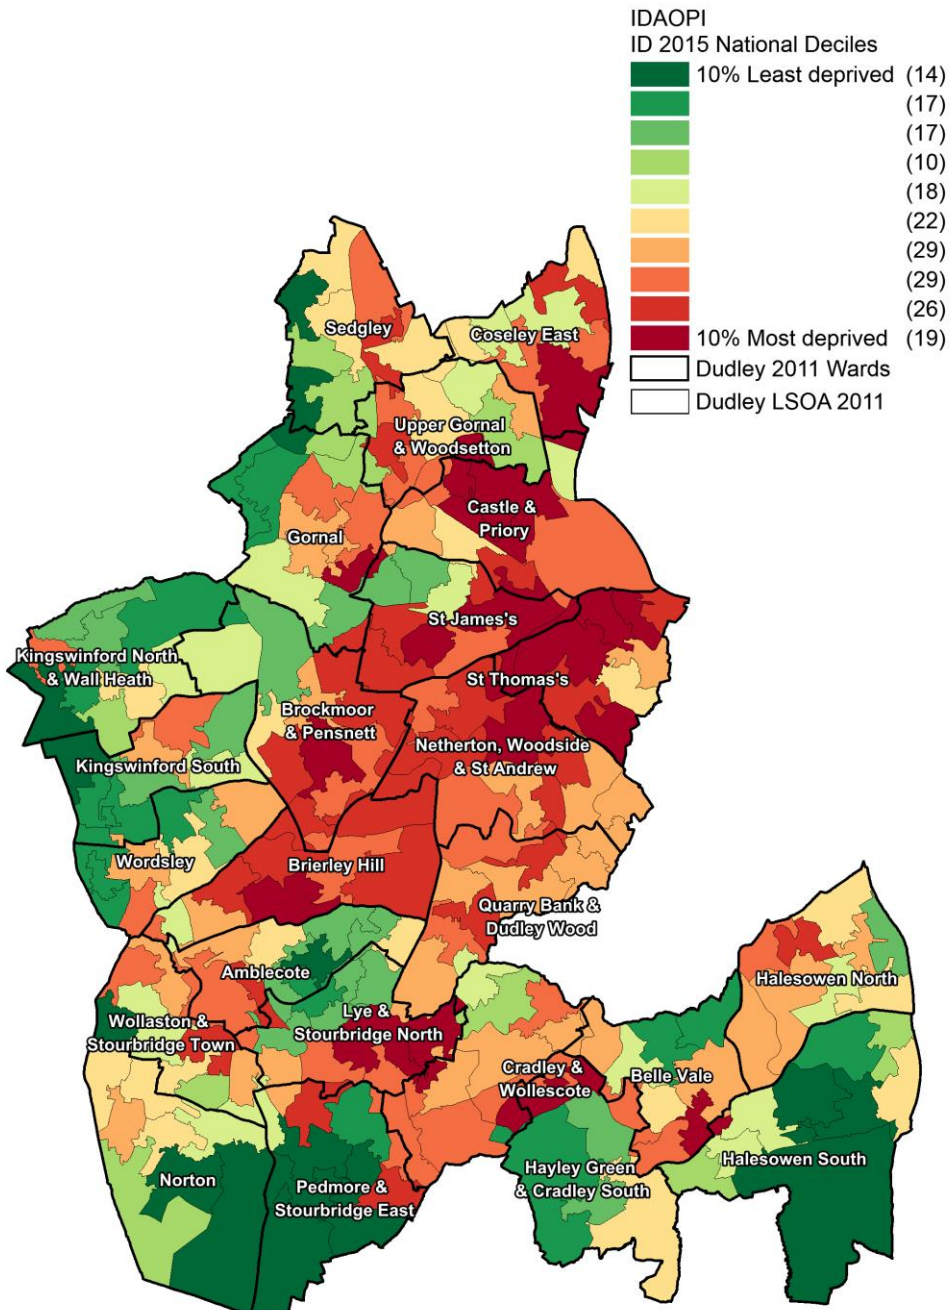 IDAOPI
ID 2015 National Deciles
10% Least deprived (14)
(17)
(17)
(10)
(18)
(22)
(29)
(29)
(26)
10% Most deprived (19)
Dudley 2011 Wards
Dudley LSOA 2011
Sedgley
Coseley East
Upper Gornal
& Woodsetton
Castle &
Priory
Gornal
St James's
Kingswinford North
& Wall Heath
St Thomas's
Brockmoor
& Pensnett
Netherton, Woodside
& St Andrew
Kingswinford South
Wordsley
Brierley Hill
Quarry Bank &
Dudley Wood
Amblecote
Halesowen North
Wollaston &
Stourbridge Town
Lye &
Stourbridge North
Cradley &
Wollescote
Belle Vale
Halesowen South
Norton
Pedmore &
Stourbridge East
Hayley Green
& Cradley South